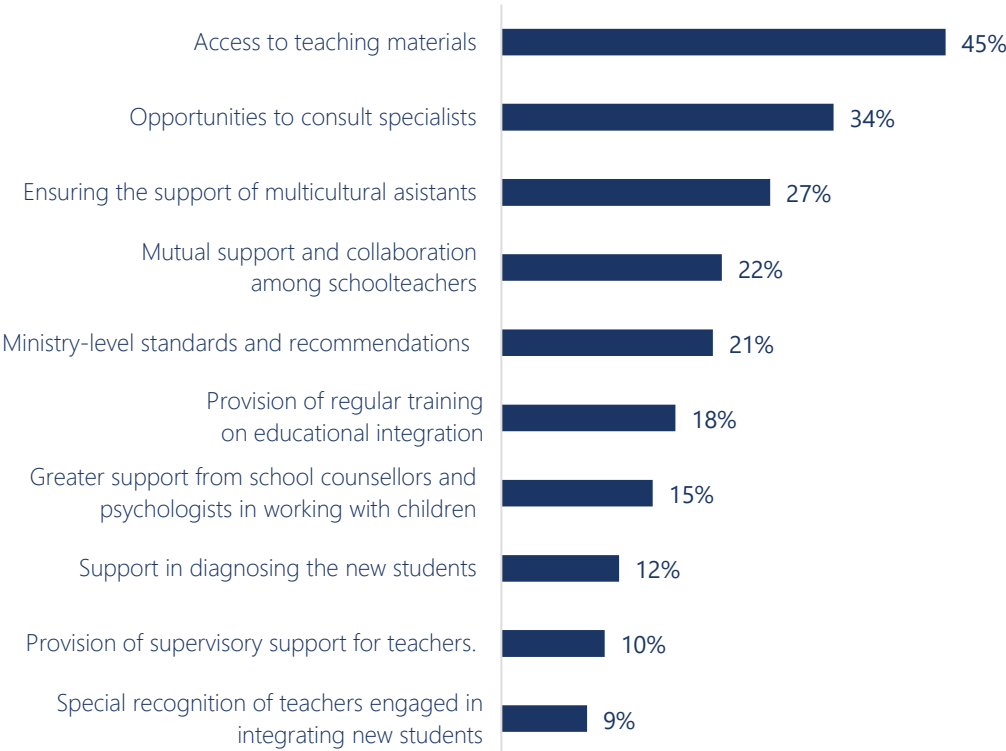 Access to teaching materials 45%
Opportunities to consult specialists 34%
Ensuring the support of multicultural asistants 27%
Mutual support and collaboration
among schoolteachers 22%
Ministry-level standards and recommendations 21%
Provision of regular training
on educational integration 18%
Greater support from school counsellors and
psychologists in working with children 15%
Support in diagnosing the new students 12%
Provision of supervisory support for teachers. 10%
Special recognition of teachers engaged in
integrating new students 9%